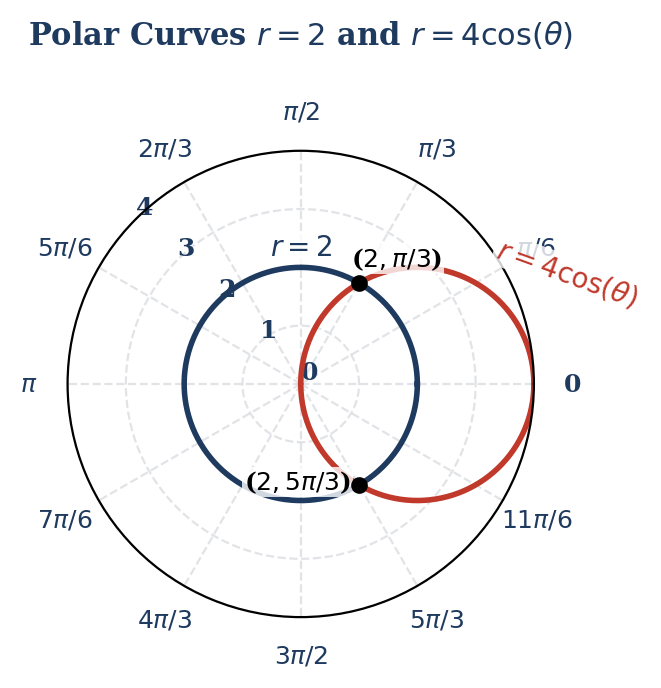 Polar Curves r = 2 and r = 4cos(θ)
π/2
2π/3
π/3
4
5π/6
3
r = 2
(2, π/3)
π/6
r = 4cos(θ)
2
1
0
π
0
(2, 5π/3)
7π/6
11π/6
4π/3
5π/3
3π/2